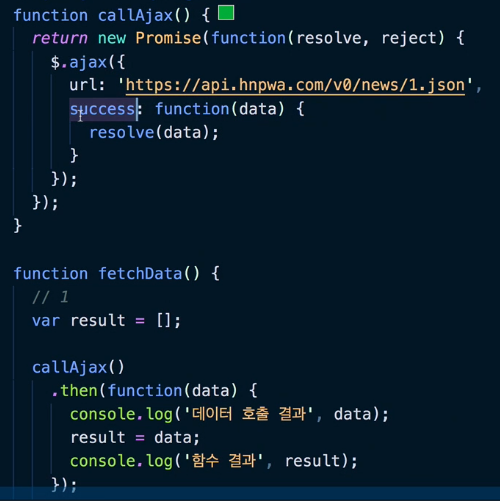 function callAjax() {
return new Promise(function(resolve, reject) {
$.ajax({
url: 'https://api.hnpwa.com/v0/news/1.json',
success: function(data) {
resolve(data);
}
});
});
}
function fetchData() {
// 1
var result = [];
callAjax()
.then(function(data) {
console.log('데이터 호출 결과', data);
result = data;
console.log('함수 결과', result);
});